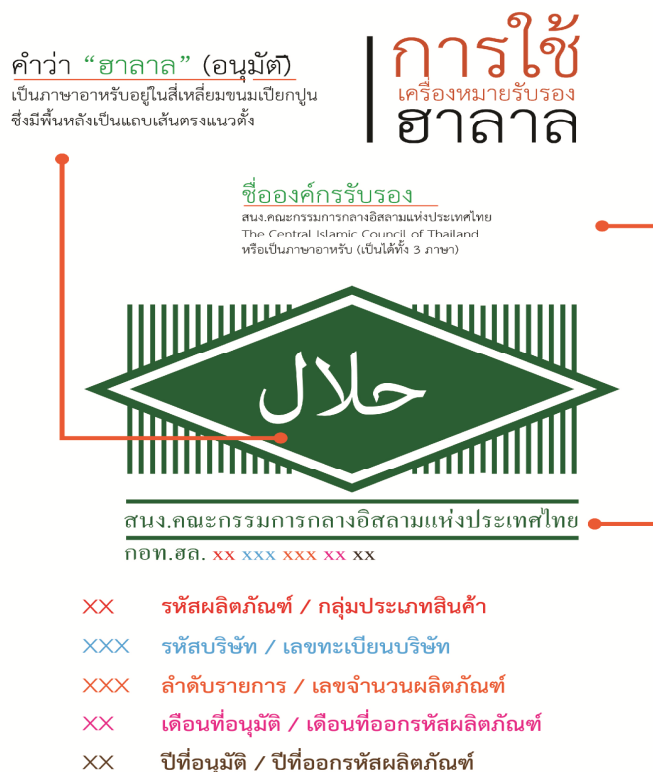 คำว่า “ฮาลาล” (อนุมัติ)
เป็นภาษาอาหรับอยู่ในสี่เหลี่ยมขนมเปียกปูน
ซึ่งมีพื้นหลังเป็นแถบเส้นตรงแนวตั้ง
การใช้
เครื่องหมายรับรอง
ฮาลาล
ชื่อองค์กรรับรอง
สนง.คณะกรรมการกลางอิสลามแห่งประเทศไทย
The Central Islamic Council of Thailand
หรือเป็นภาษาอาหรับ (เป็นได้ทั้ง 3 ภาษา)
حلال
สนง.คณะกรรมการกลางอิสลามแห่งประเทศไทย
กอท.ฮล. xx xxx xxx xx xx
XX รหัสผลิตภัณฑ์ / กลุ่มประเภทสินค้า
XXX รหัสบริษัท / เลขทะเบียนบริษัท
XXX ลำดับรายการ / เลขจำนวนผลิตภัณฑ์
XX เดือนที่อนุมัติ / เดือนที่ออกรหัสผลิตภัณฑ์
XX ปีที่อนุมัติ / ปีที่ออกรหัสผลิตภัณฑ์